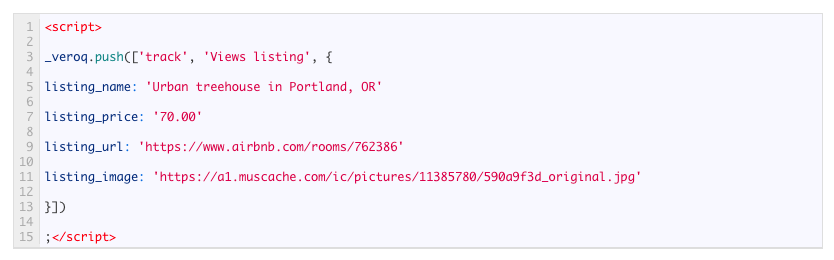 1 <script>
2
3 _veroq.push(['track', 'Views listing', {
4
5 listing_name: 'Urban treehouse in Portland, OR'
6
7 listing_price: '70.00'
8
9 listing_url: 'https://www.airbnb.com/rooms/762386'
10
11 listing_image: 'https://a1.muscache.com/ic/pictures/11385780/590a9f3d_original.jpg'
12
13 }])
14
15 ;</script>